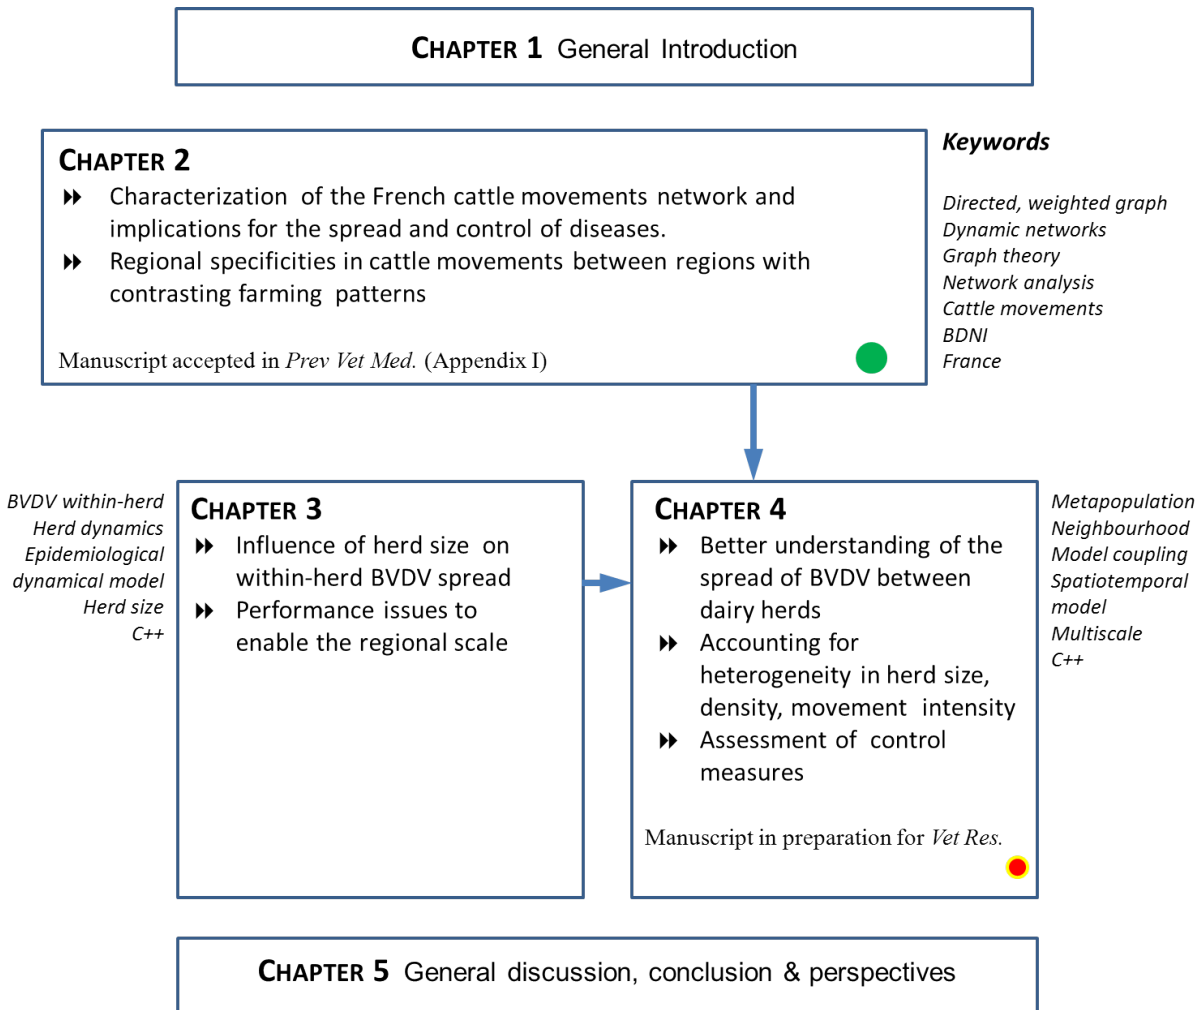 CHAPTER 1 General Introduction
CHAPTER 2
Characterization of the French cattle movements network and
implications for the spread and control of diseases.
Regional specificities in cattle movements between regions with
contrasting farming patterns
Manuscript accepted in Prev Vet Med. (Appendix I)
Keywords
Directed, weighted graph
Dynamic networks
Graph theory
Network analysis
Cattle movements
BDNI
France
BVDV within-herd
Herd dynamics
Epidemiological
dynamical model
Herd size
C++
CHAPTER 3
Influence of herd size on
within-herd BVDV spread
Performance issues to
enable the regional scale
CHAPTER 4
Better understanding of the
spread of BVDV between
dairy herds
Accounting for
heterogeneity in herd size,
density, movement intensity
Assessment of control
measures
Manuscript in preparation for Vet Res.
Metapopulation
Neighbourhood
Model coupling
Spatiotemporal
model
Multiscale
C++
CHAPTER 5 General discussion, conclusion & perspectives